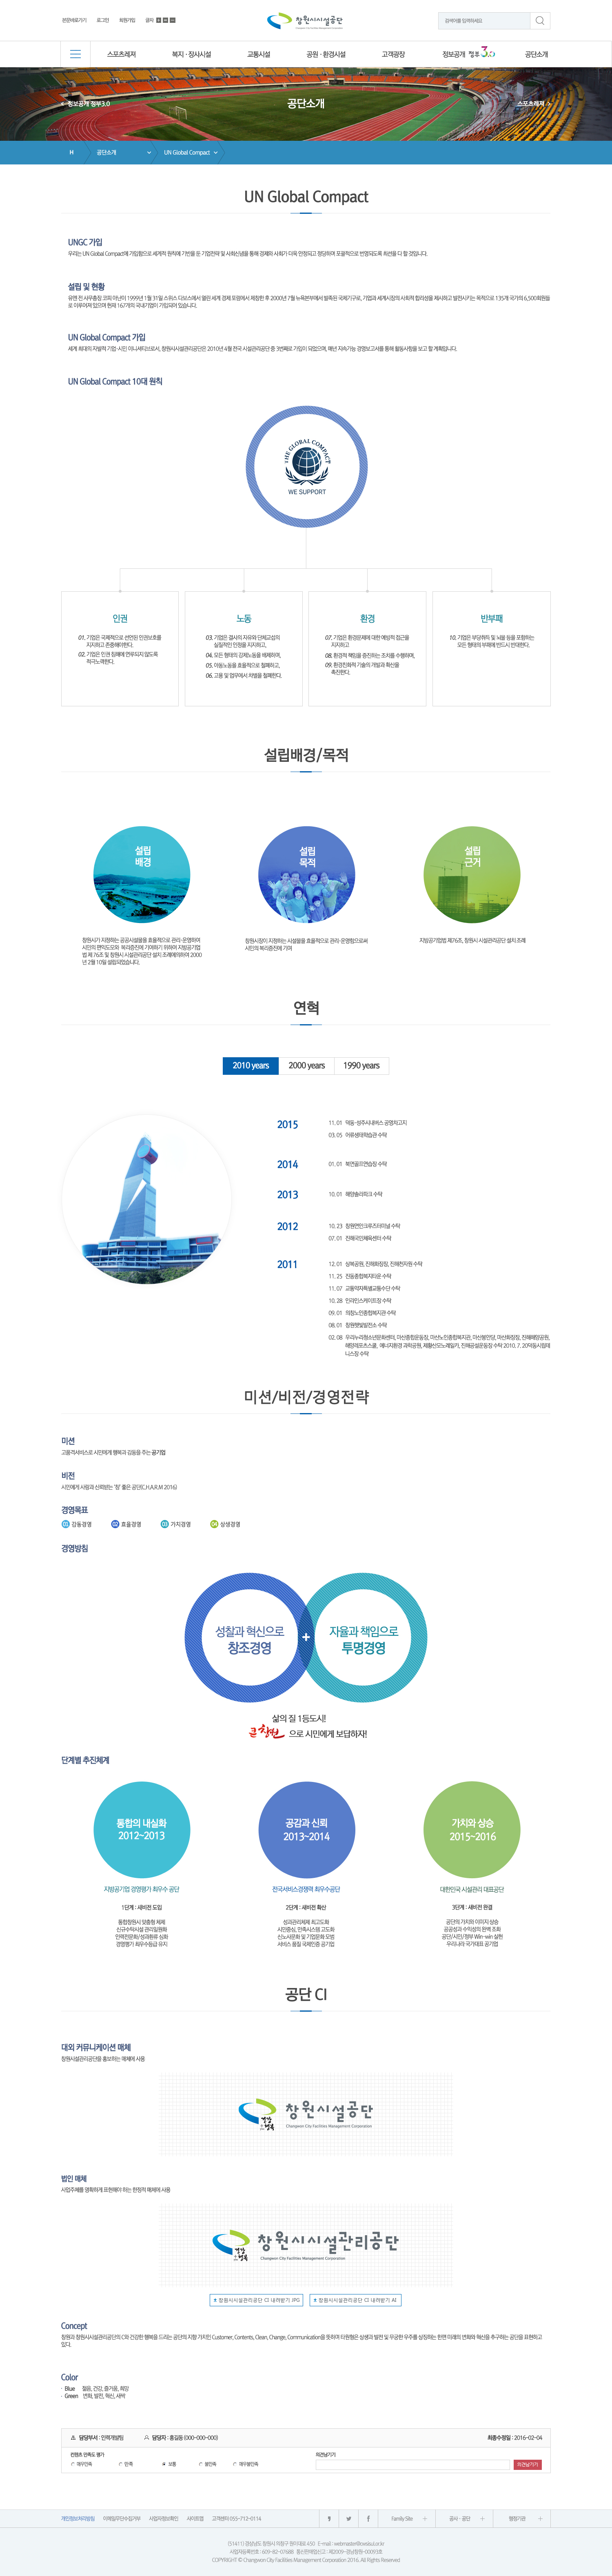 본문바로가기 로그인 회원가입 글자
창원시시설공단
검색어를 입력하세요
스포츠레져 복지·장사시설 교통시설 공원·환경시설 고객광장 정보공개 정부3.0 공단소개
< 정보공개 정부3.0
공단소개
스포츠레져 >
H 공단소개 UN Global Compact
UN Global Compact
UNGC 가입
우리는 UN Global Compact에 가입함으로 세계적 원칙에 기반을 둔 기업전략 및 사회신념을 통해 경제와 사회가 더욱 안정되고 정당하며 포괄적으로 번영되도록 최선을 다 할 것입니다.
설립 및 현황
유엔 전 사무총장 코피 아난이 1999년 1월 31일 스위스 다보스에서 열린 세계 경제 포럼에서 제창한 후 2000년 7월 뉴욕본부에서 발족된 국제기구로, 기업과 세계시장의 사회적 합리성을 제시하고 발전시키는 목적으로 135개 국가의 6,500회원들
로 이루어져 있으며 현재 167개의 국내기업이 가입되어 있습니다.
UN Global Compact 가입
세계 최대의 자발적 기업·시민 이니셔티브로서, 창원시시설관리공단은 2010년 4월 전국 시설관리공단 중 3번째로 가입이 되었으며, 매년 지속가능 경영보고서를 통해 활동사항을 보고 할 계획입니다.
UN Global Compact 10대 원칙
THE GLOBAL COMPACT
WE SUPPORT
인권
01. 기업은 국제적으로 선언된 인권보호를
지지하고 존중해야한다.
02. 기업은 인권 침해에 연루되지 않도록
적극노력한다.
노동
03. 기업은 결사의 자유와 단체교섭의
실질적인 인정을 지지하고,
04. 모든 형태의 강제노동을 배제하며,
05. 아동노동을 효율적으로 철폐하고,
06. 고용 및 업무에서 차별을 철폐한다.
환경
07. 기업은 환경문제에 대한 예방적 접근을
지지하고
08. 환경적 책임을 증진하는 조치를 수행하며,
09. 환경친화적 기술의 개발과 확산을
촉진한다.
반부패
10. 기업은 부당취득 및 뇌물 등을 포함하는
모든 형태의 부패에 반드시 반대한다.
설립배경/목적
설립
배경
창원시가 지정하는 공공시설물을 효율적으로 관리·운영하여
시민의 편익도모와 복리증진에 기여하기 위하여 지방공기업
법 제 76조 및 창원시 시설관리공단 설치 조례에의하여 2000
년 2월 10일 설립되었습니다.
설립
목적
창원시장이 지정하는 시설물을 효율적으로 관리·운영함으로써
시민의 복리증진에 기여
설립
근거
지방공기업법 제76조, 창원시 시설관리공단 설치 조례
연혁
2010 years 2000 years 1990 years
2015
11. 01 덕동·성주시내버스 공영차고지
03. 05 어류생태학습관 수탁
2014
01. 01 북면골프연습장 수탁
2013
10. 01 해양솔라파크 수탁
2012
10. 23 창원편민크루즈터미널 수탁
07. 01 진해국민체육센터 수탁
2011
12. 01 상복공원, 진해화장장, 진해천자원 수탁
11. 25 진동종합복지타운 수탁
11. 07 교통약자특별교통수단 수탁
10. 28 인라인스케이트장 수탁
09. 01 의창노인종합복지관 수탁
08. 01 창원햇빛발전소 수탁
02. 08 우리누리청소년문화센터, 마산종합운동장, 마산노인종합복지관, 마산봉안당, 마산화장장, 진해해양공원,
해양레포츠스쿨, 에너지환경 과학공원, 제황산모노레일카, 진해공설운동장 수탁 2010. 7. 20덕동시립테
니스장 수탁
미션/비전/경영전략
미션
고품격서비스로 시민에게 행복과 감동을 주는 공기업
비전
시민에게 사랑과 신뢰받는 '참' 좋은 공단(C.H.A.R.M 2016)
경영목표
01 감동경영 02 효율경영 03 가치경영 04 상생경영
경영방침
성찰과 혁신으로
창조경영
+
자율과 책임으로
투명경영
삶의 질 1등도시!
큰창원 으로 시민에게 보답하자!
단계별 추진체계
통합의 내실화
2012~2013
지방공기업 경영평가 최우수 공단
1단계 : 새비전 도입
통합창원시 맞춤형 체제
신규수탁시설 관리일원화
인력전문화/성과환류 심화
경영평가 최우수등급 유지
공감과 신뢰
2013~2014
전국서비스경쟁력 최우수공단
2단계 : 새비전 확산
성과관리체제 최고도화
시민중심, 만족시스템 고도화
신노사문화 및 기업문화 모범
서비스 품질 국제인증 공기업
가치와 상승
2015~2016
대한민국 시설관리 대표공단
3단계 : 새비전 완결
공단의 가치와 이미지 상승
공공성과 수익성의 완벽 조화
공단/시민/정부 Win-win 실현
우리나라 국가대표 공기업
공단 CI
대외 커뮤니케이션 매체
창원시설관리공단을 홍보하는 매체에 사용
창원시설공단
Changwon City Facilities Management Corporation
법인 매체
사업주체를 명확하게 표현해야 하는 한정적 매체에 사용
창원시시설관리공단
Changwon City Facilities Management Corporation
창원시시설관리공단 CI 내려받기 JPG 창원시시설관리공단 CI 내려받기 AI
Concept
창원과 창원시시설관리공단의 C와 건강한 행복을 드리는 공단의 지향 가치인 Customer, Contents, Clean, Change, Communication을 뜻하며 타원형은 상생과 발전 및 무궁한 우주를 상징하는 한편 미래의 변화와 혁신을 추구하는 공단을 표현하고
있다.
Color
· Blue 젊음, 건강, 즐거움, 희망
· Green 변화, 발전, 혁신, 새싹
담당부서 : 인력개발팀 담당자 : 홍길동 (000-000-000) 최종수정일 : 2016-02-04
컨텐츠 만족도 평가
매우만족 만족 보통 불만족 매우불만족
의견남기기
의견남기기
개인정보처리방침 이메일무단수집거부 사업자정보확인 사이트맵 고객센터 055-712-0114
Family Site 공사·공단 행정기관
(51411) 경상남도 창원시 의창구 원이대로 450 E-mail : webmaster@cwsisul.or.kr
사업자등록번호 : 609-82-07688 통신판매업신고 : 제2009-경남창원-00093호
COPYRIGHT © Changwon City Facilities Management Corporation 2016. All Rights Reserved